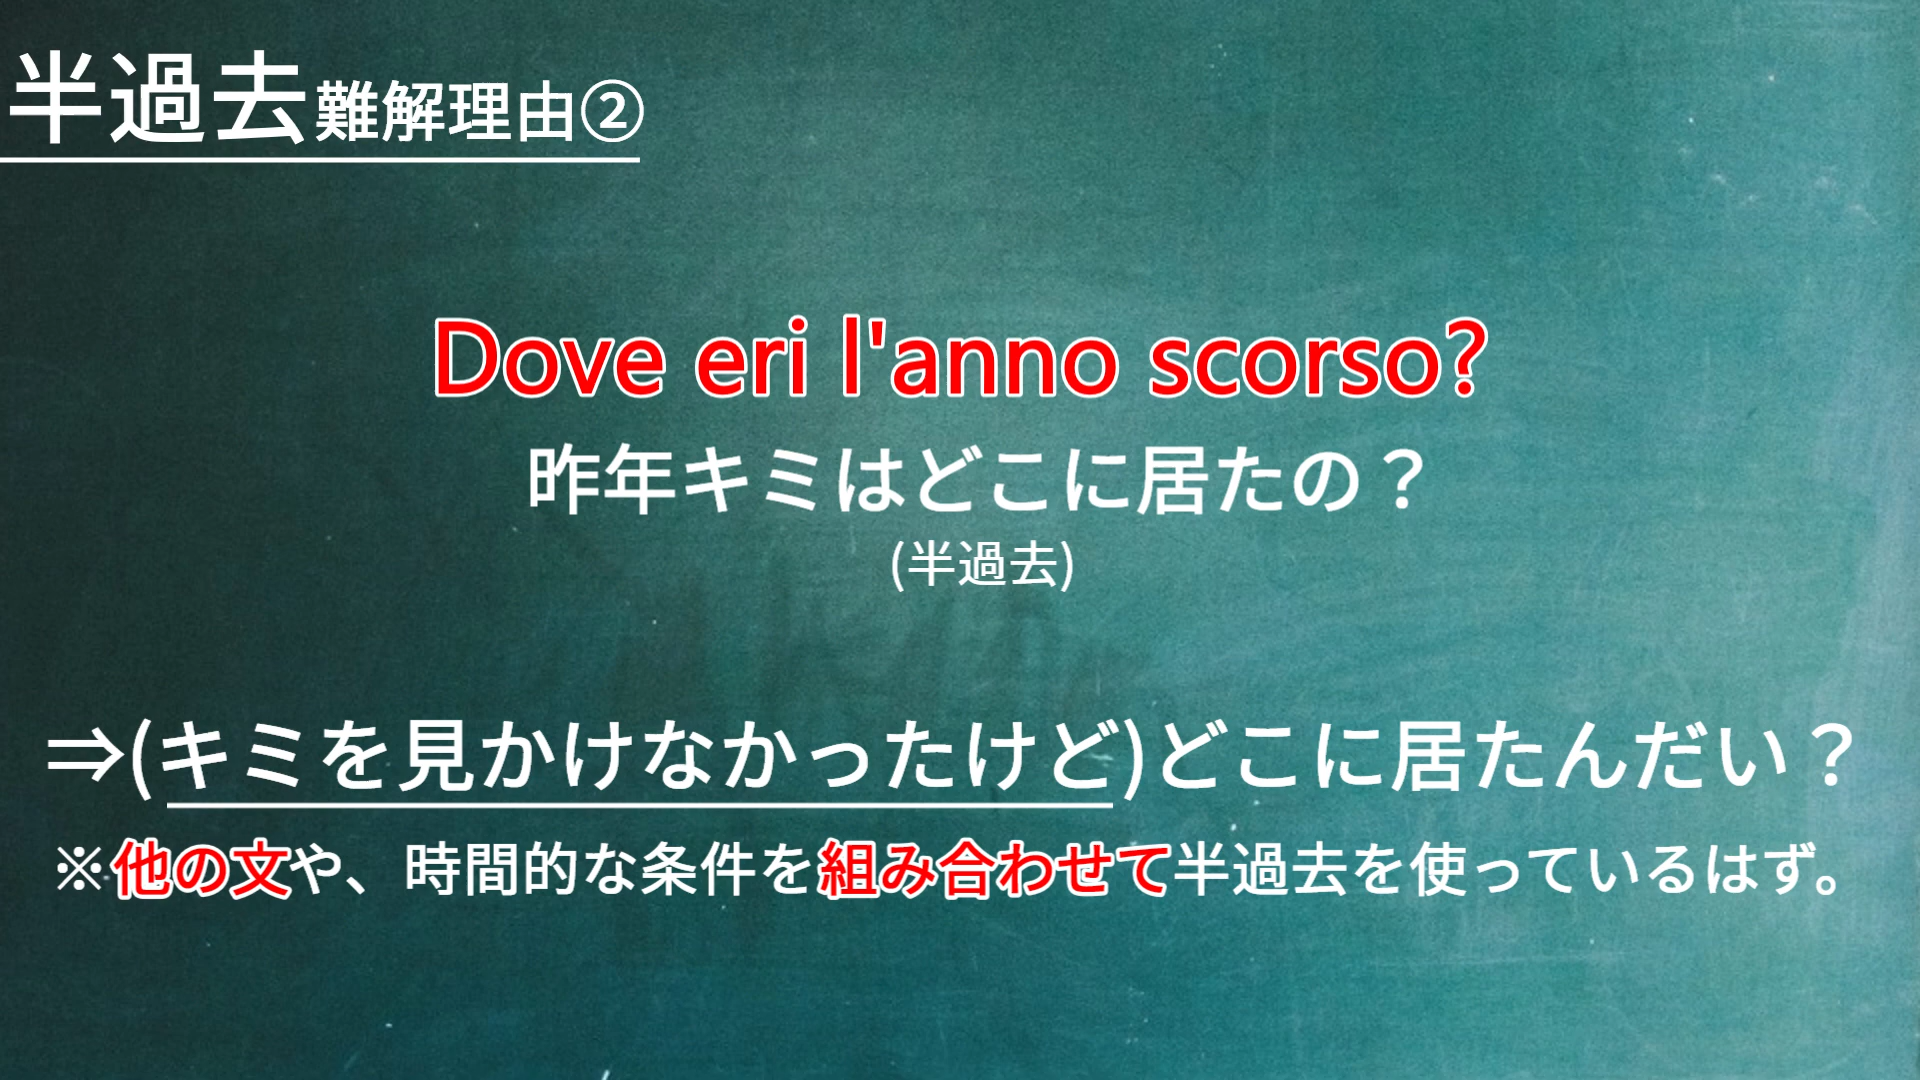 半過去難解理由②
Dove eri l'anno scorso?
昨年キミはどこに居たの？
(半過去)
⇒(キミを見かけなかったけど)どこに居たんだい？
※他の文や、時間的な条件を組み合わせて半過去を使っているはず。